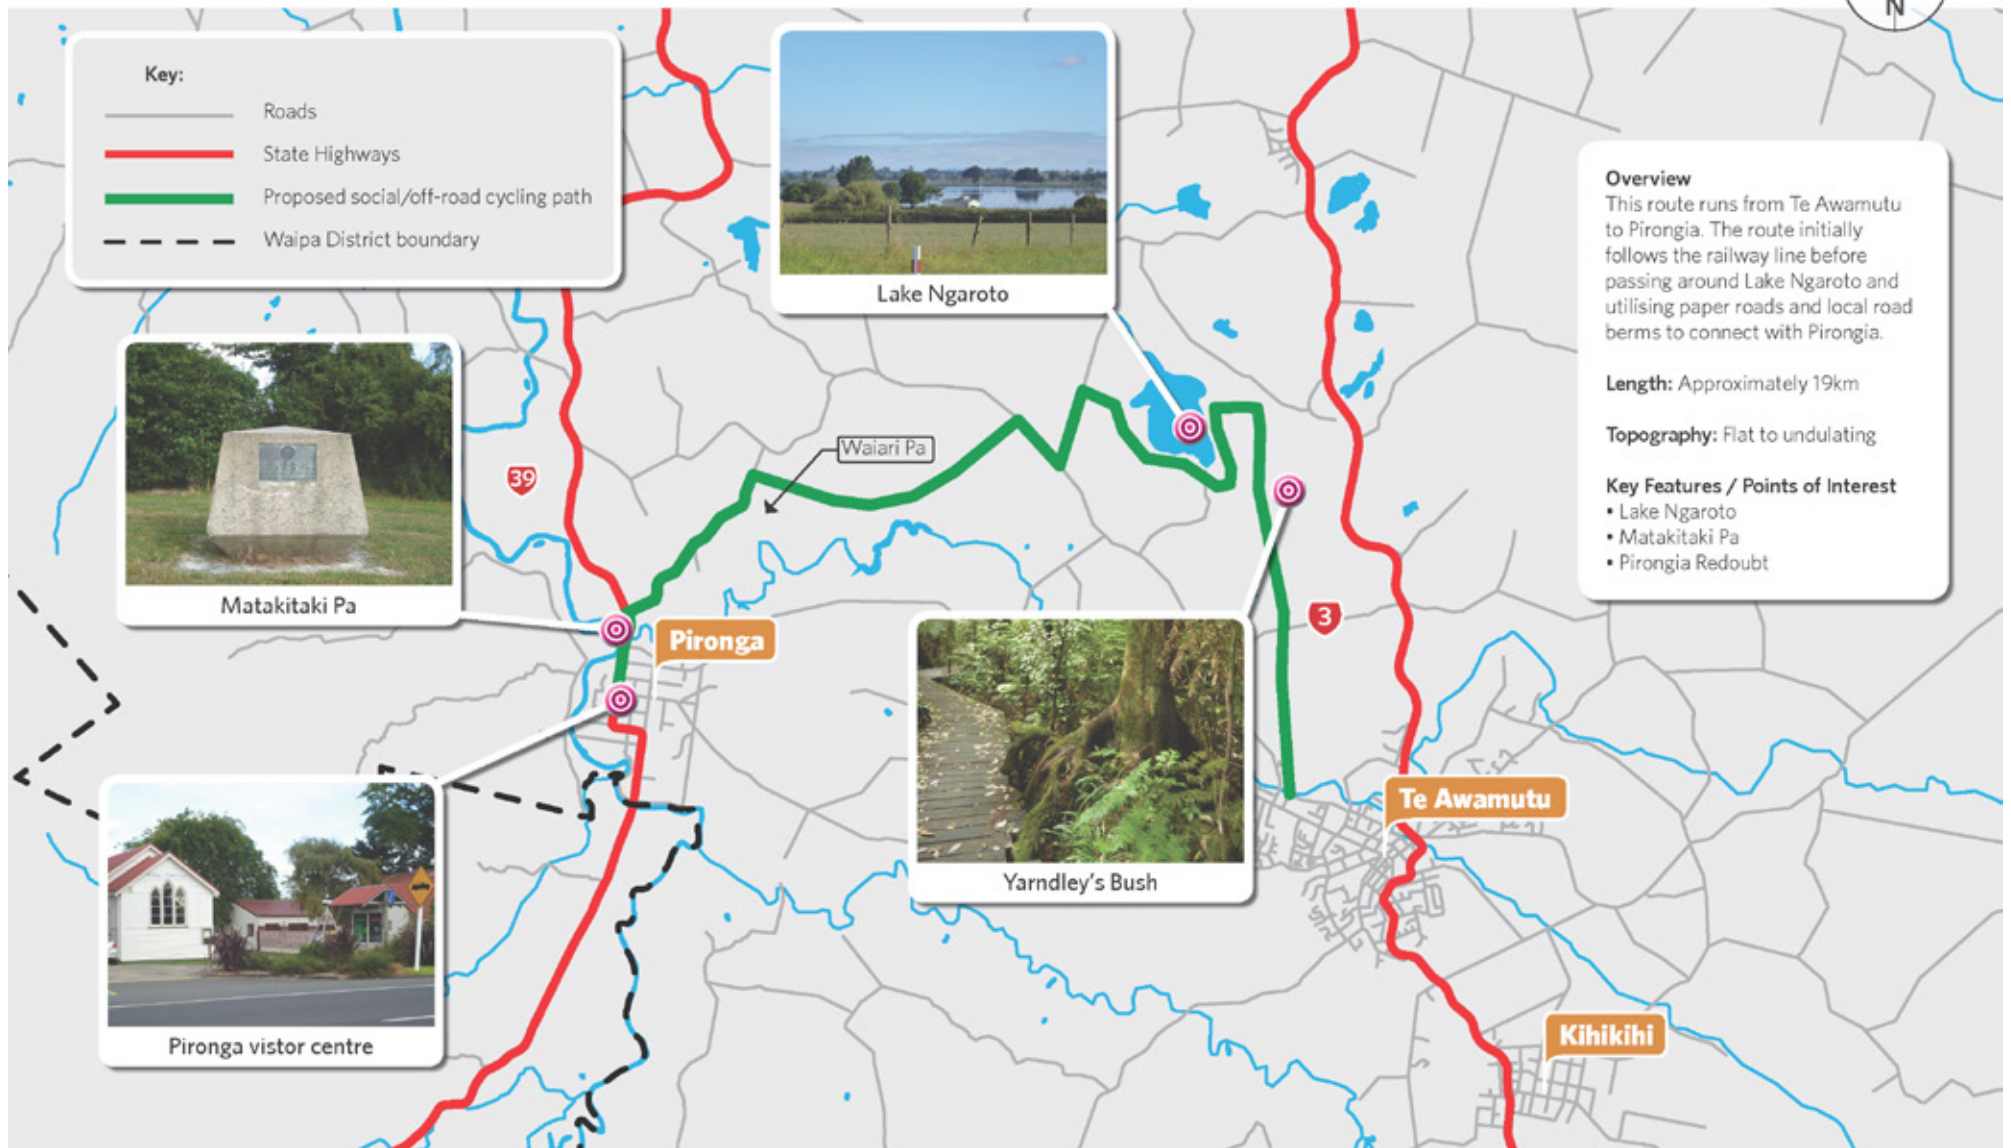 N
Key:
Roads
State Highways
Proposed social/off-road cycling path
Waipa District boundary
Lake Ngaroto
Overview
This route runs from Te Awamutu
to Pirongia. The route initially
follows the railway line before
passing around Lake Ngaroto and
utilising paper roads and local road
berms to connect with Pirongia.
Length: Approximately 19km
Topography: Flat to undulating
Key Features / Points of Interest
• Lake Ngaroto
• Matakitaki Pa
• Pirongia Redoubt
Waiari Pa
39
Matakitaki Pa
3
Pironga
Te Awamutu
Yarndley's Bush
Pironga vistor centre
Kihikihi